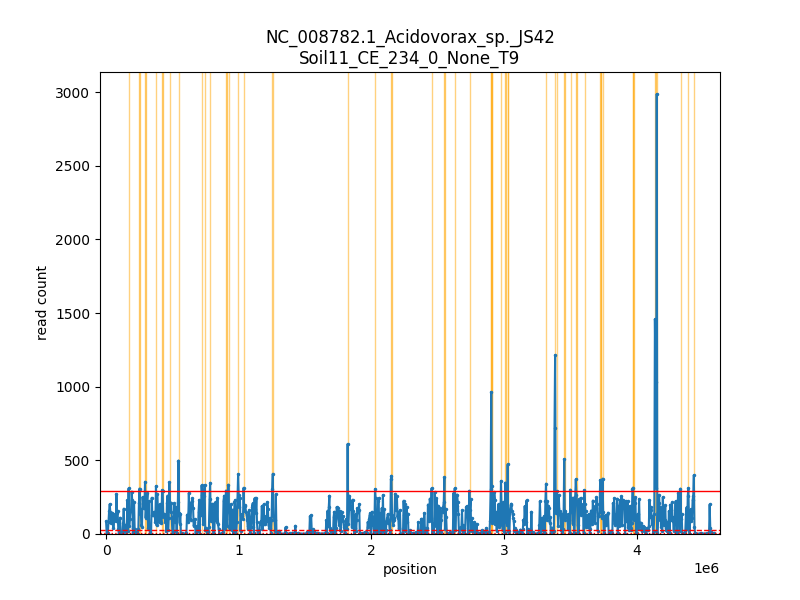 NC_008782.1_Acidovorax_sp._JS42
Soil11_CE_234_0_None_T9
3000
2500
2000
1500
1000
500
0
read count
0
1
2
3
4
1e6
position